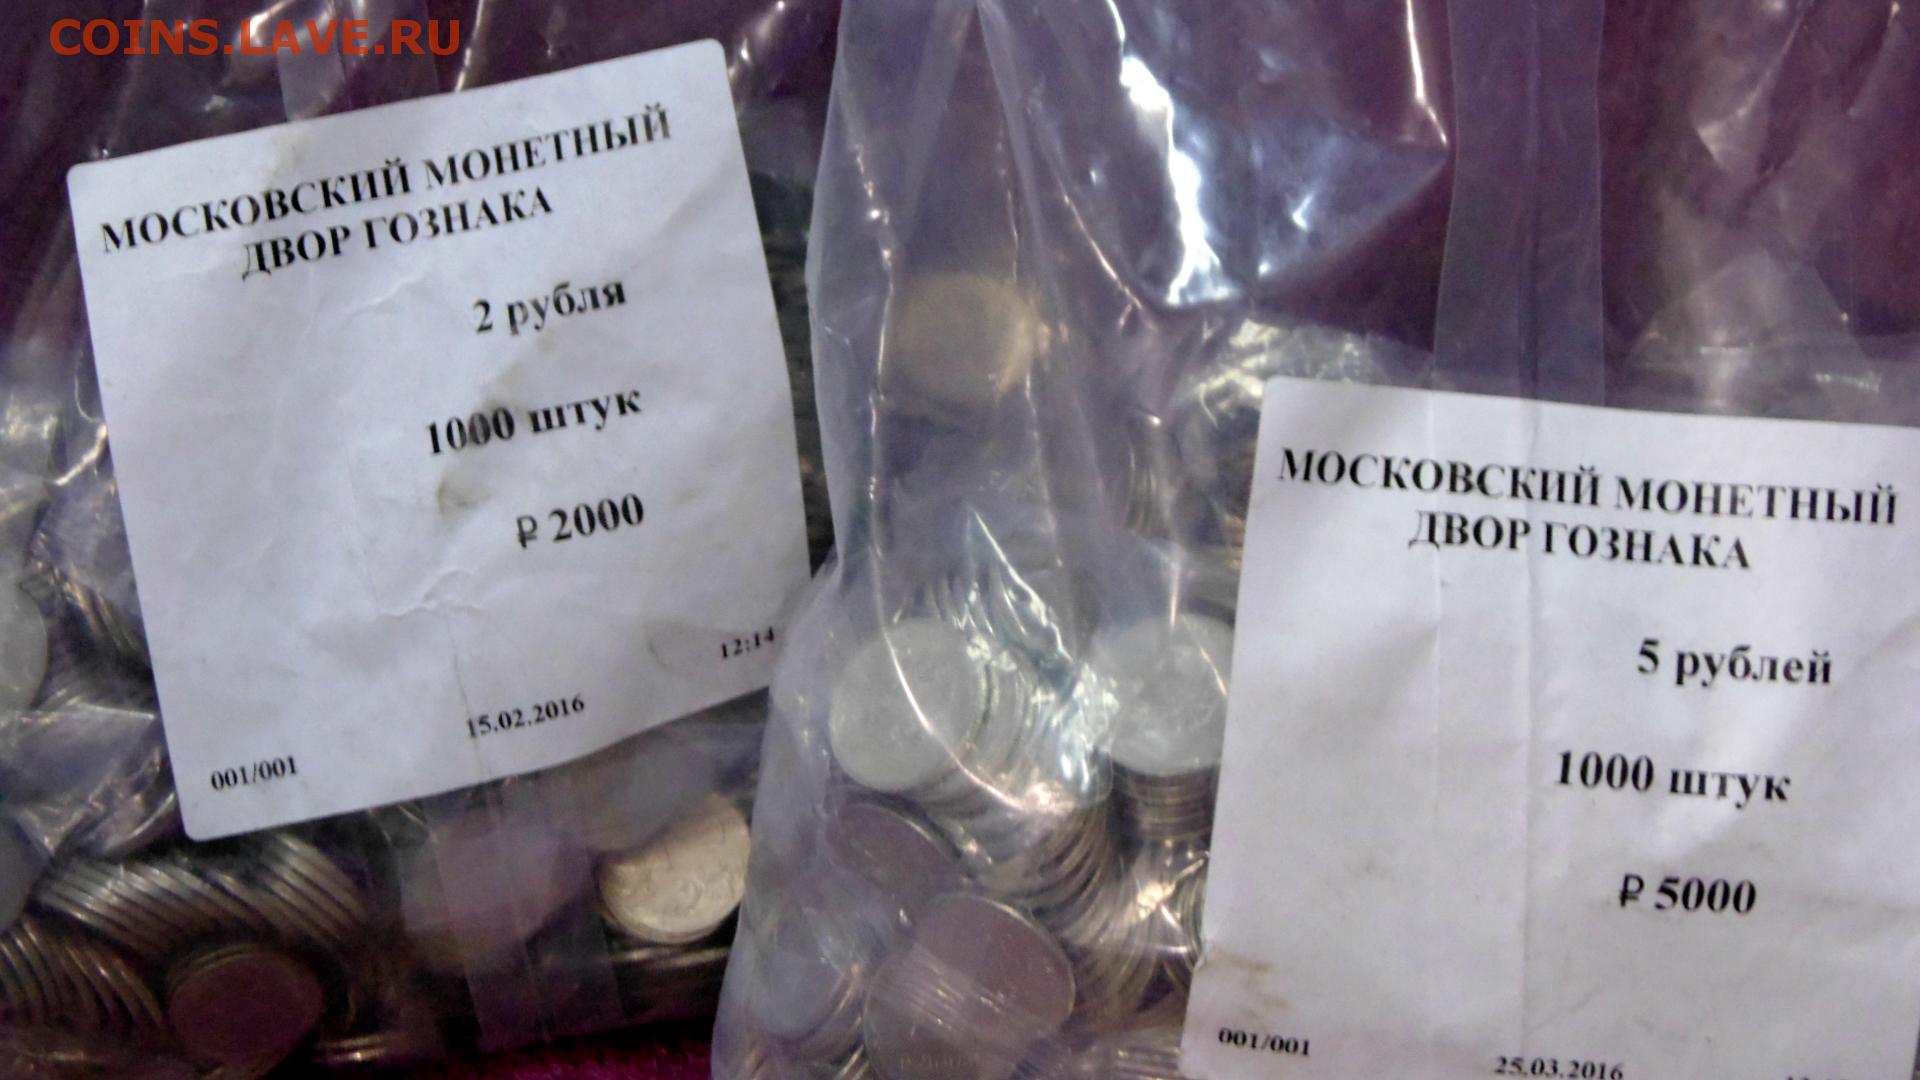 COINS.LAVE.RU
МОСКОВСКИЙ МОНЕТНЫЙ
ДВОР ГОЗНАКА
2 рубля
1000 штук
₽ 2000
12:14
15.02.2016
001/001
МОСКОВСКИЙ МОНЕТНЫЙ
ДВОР ГОЗНАКА
5 рублей
1000 штук
₽ 5000
001/001
25.03.2016